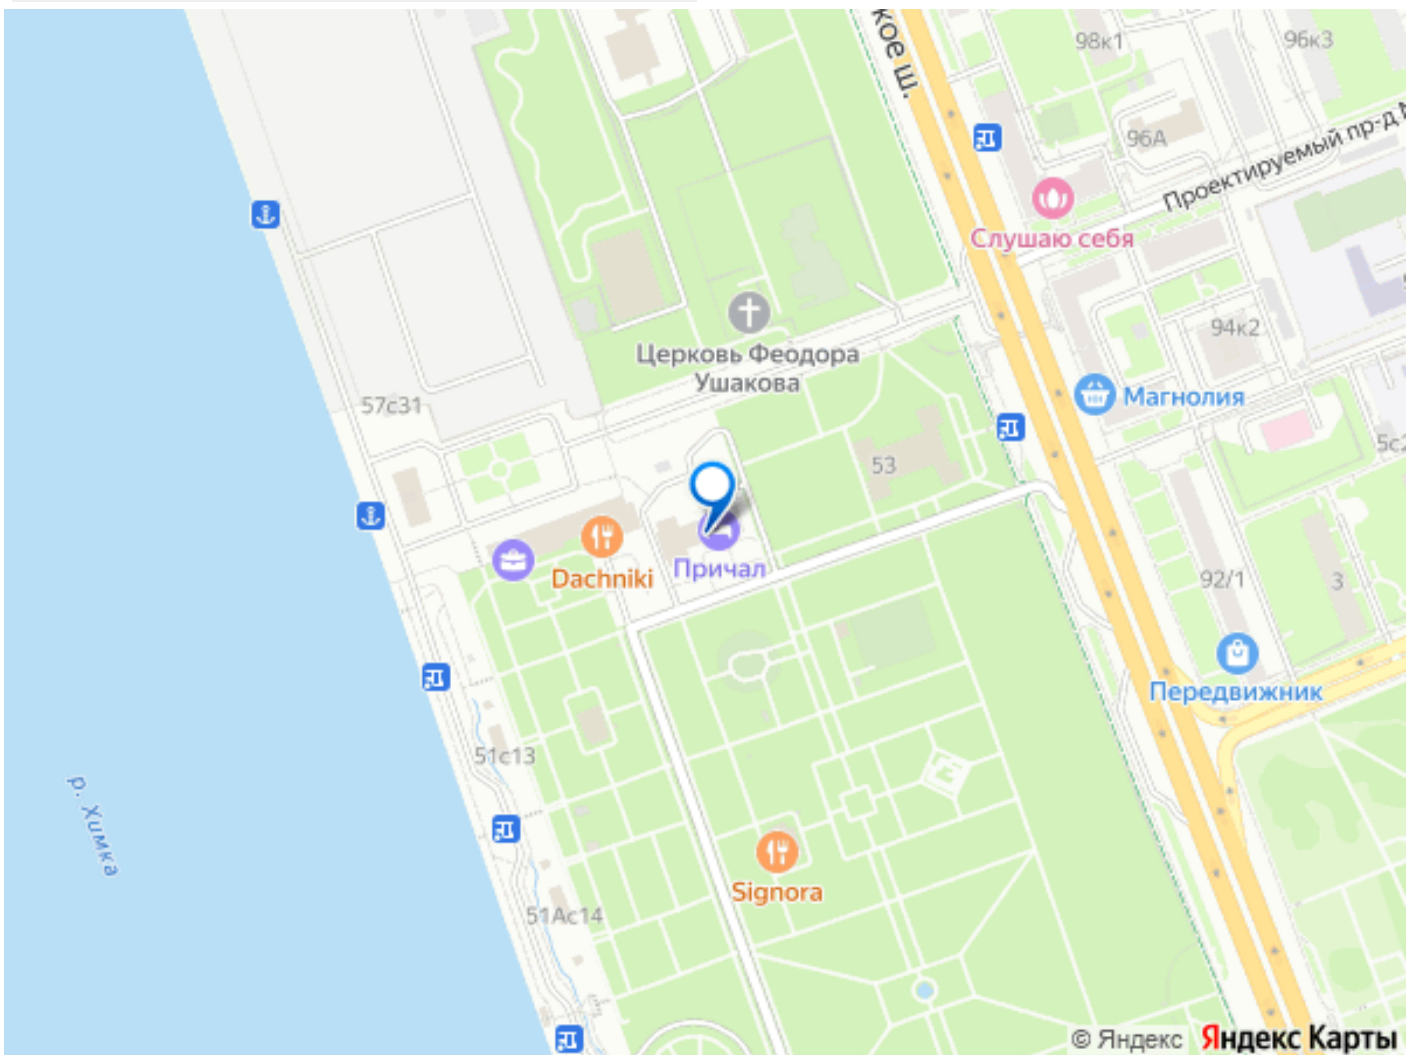 кое ш.
98к1
96к3
96А
Проектируемый пр-д
Слушаю себя
94к2
Церковь Феодора
Ушакова
Магнолия
57с31
53
5с2
Dachniki
Причал
92/1
3
Передвижник
51с13
р. Химка
Signora
51Ас14
© Яндекс Яндекс Карты